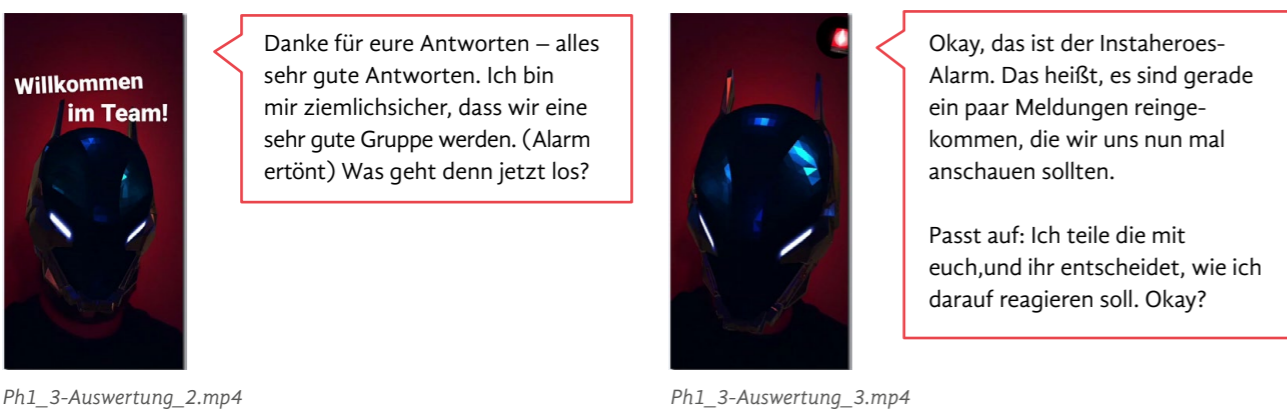 Willkommen
im Team!
Danke für eure Antworten – alles
sehr gute Antworten. Ich bin
mir ziemlichsicher, dass wir eine
sehr gute Gruppe werden. (Alarm
ertönt) Was geht denn jetzt los?
Ph1_3-Auswertung_2.mp4
Okay, das ist der Instaheroes-
Alarm. Das heißt, es sind gerade
ein paar Meldungen reinge-
kommen, die wir uns nun mal
anschauen sollten.
Passt auf: Ich teile die mit
euch,und ihr entscheidet, wie ich
darauf reagieren soll. Okay?
Ph1_3-Auswertung_3.mp4